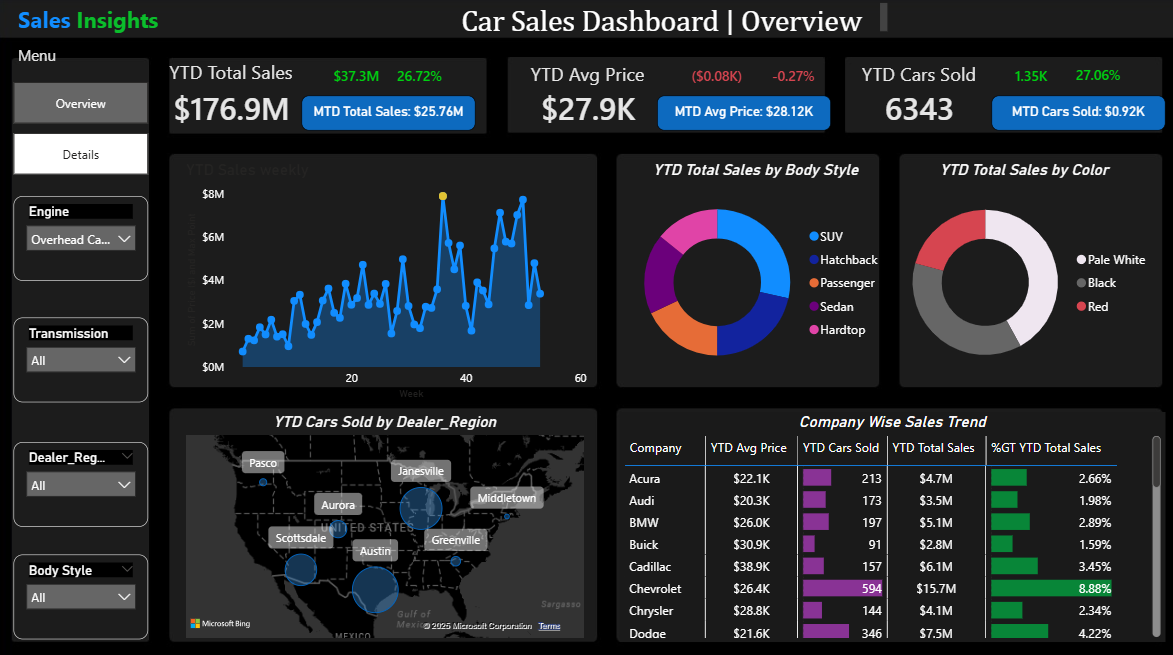 Sales Insights
Car Sales Dashboard | Overview
Menu
Overview
Details
Engine
Overhead Ca...
Transmission
All
Dealer_Reg...
All
Body Style
All
YTD Total Sales
$37.3M 26.72%
$176.9M
MTD Total Sales: $25.76M
YTD Avg Price
($0.08K) -0.27%
$27.9K
MTD Avg Price: $28.12K
YTD Cars Sold
1.35K 27.06%
6343
MTD Cars Sold: $0.92K
YTD Sales weekly
$8M
$6M
$4M
$2M
$0M
20 40 60
Week
YTD Total Sales by Body Style
SUV
Hatchback
Passenger
Sedan
Hardtop
YTD Total Sales by Color
Pale White
Black
Red
YTD Cars Sold by Dealer_Region
Pasco
Janesville
Aurora
Middletown
UNITED STATES
Scottsdale
Greenville
Austin
Gulf of
Mexico
Sargasso
MEXICO
Microsoft Bing
© 2025 Microsoft Corporation Terms
Company Wise Sales Trend
Company YTD Avg Price YTD Cars Sold YTD Total Sales %GT YTD Total Sales
Acura $22.1K 213 $4.7M 2.66%
Audi $20.3K 173 $3.5M 1.98%
BMW $26.0K 197 $5.1M 2.89%
Buick $30.9K 91 $2.8M 1.59%
Cadillac $38.9K 157 $6.1M 3.45%
Chevrolet $26.4K 594 $15.7M 8.88%
Chrysler $28.8K 144 $4.1M 2.34%
Dodge $21.6K 346 $7.5M 4.22%